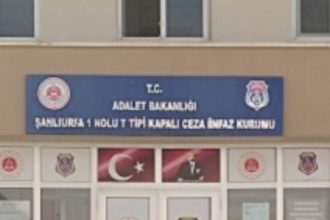 T.C.
ADALET BAKANLIĞI
ŞANLIURFA 1 NOLU T TİPİ KAPALI CEZA İNFAZ KURUMU